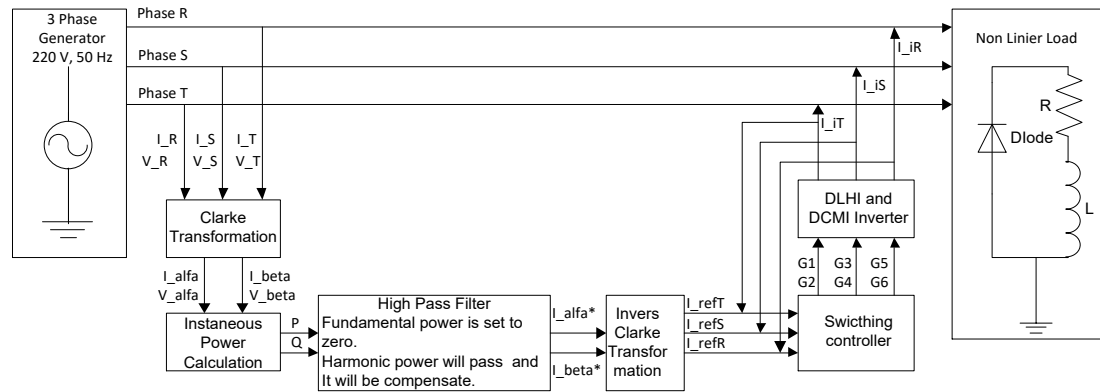 3 Phase
Generator
220 V, 50 Hz
Phase R
Phase S
Phase T
I_R
V_R
I_S
V_S
I_T
V_T
Clarke
Transformation
I_alfa
V_alfa
I_beta
V_beta
Instaneous
Power
Calculation
P
Q
High Pass Filter
Fundamental power is set to
zero.
Harmonic power will pass and
It will be compensate.
I_alfa*
I_beta*
Invers
Clarke
Transfor
mation
I_refT
I_refS
I_refR
Swicthing
controller
G1
G2
G3
G4
G5
G6
DLHI and
DCMI Inverter
I_iT
I_iS
I_iR
Non Linier Load
R
DIode
L